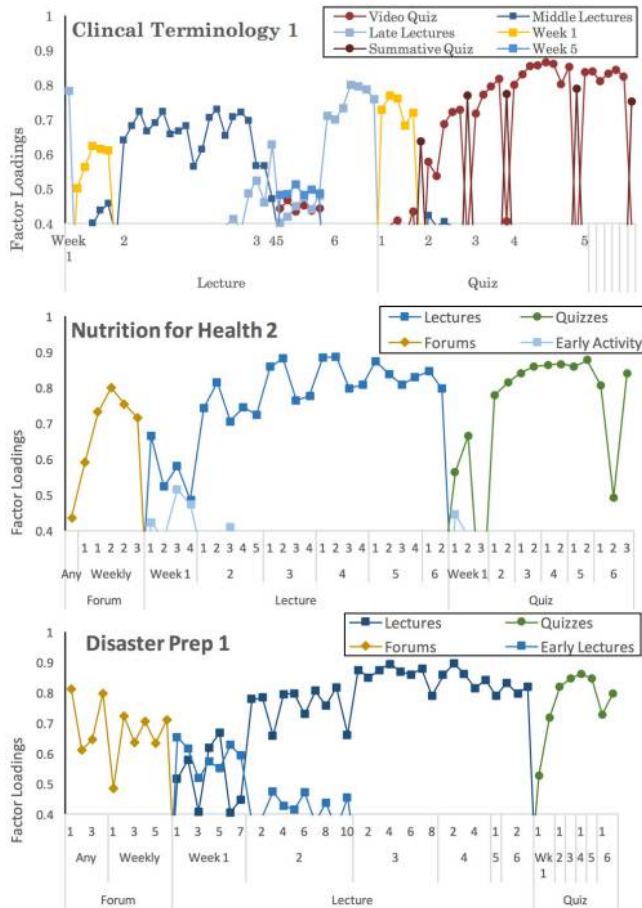 Clincal Terminology 1
Video Quiz
Middle Lectures
Late Lectures
Week 1
Summative Quiz
Week 5
Factor Loadings
1
0.9
0.8
0.7
0.6
0.5
0.4
Week 1 2 3 4 5 6 1 2 3 4 5
Lecture Quiz
Nutrition for Health 2
Lectures
Quizzes
Forums
Early Activity
Factor Loadings
1
0.9
0.8
0.7
0.6
0.5
0.4
1 1 2 2 3 1 2 3 4 1 2 3 4 5 1 2 3 4 1 2 3 4 1 2 3 4 1 2 1 2 3 1 2 1 2 1 2 1 2 1 2 3
Any Weekly Week 1 2 3 4 5 6 Week 1 2 3 4 5 6
Forum Lecture Quiz
Disaster Prep 1
Lectures
Quizzes
Forums
Early Lectures
Factor Loadings
1
0.9
0.8
0.7
0.6
0.5
0.4
1 3 1 3 5 1 3 5 7 2 4 6 8 10 2 4 6 8 2 4 1 2 1 1 1
Any Weekly Week 1 2 3 4 5 6 Wk 1 2 3 4 5 6
Forum Lecture Quiz